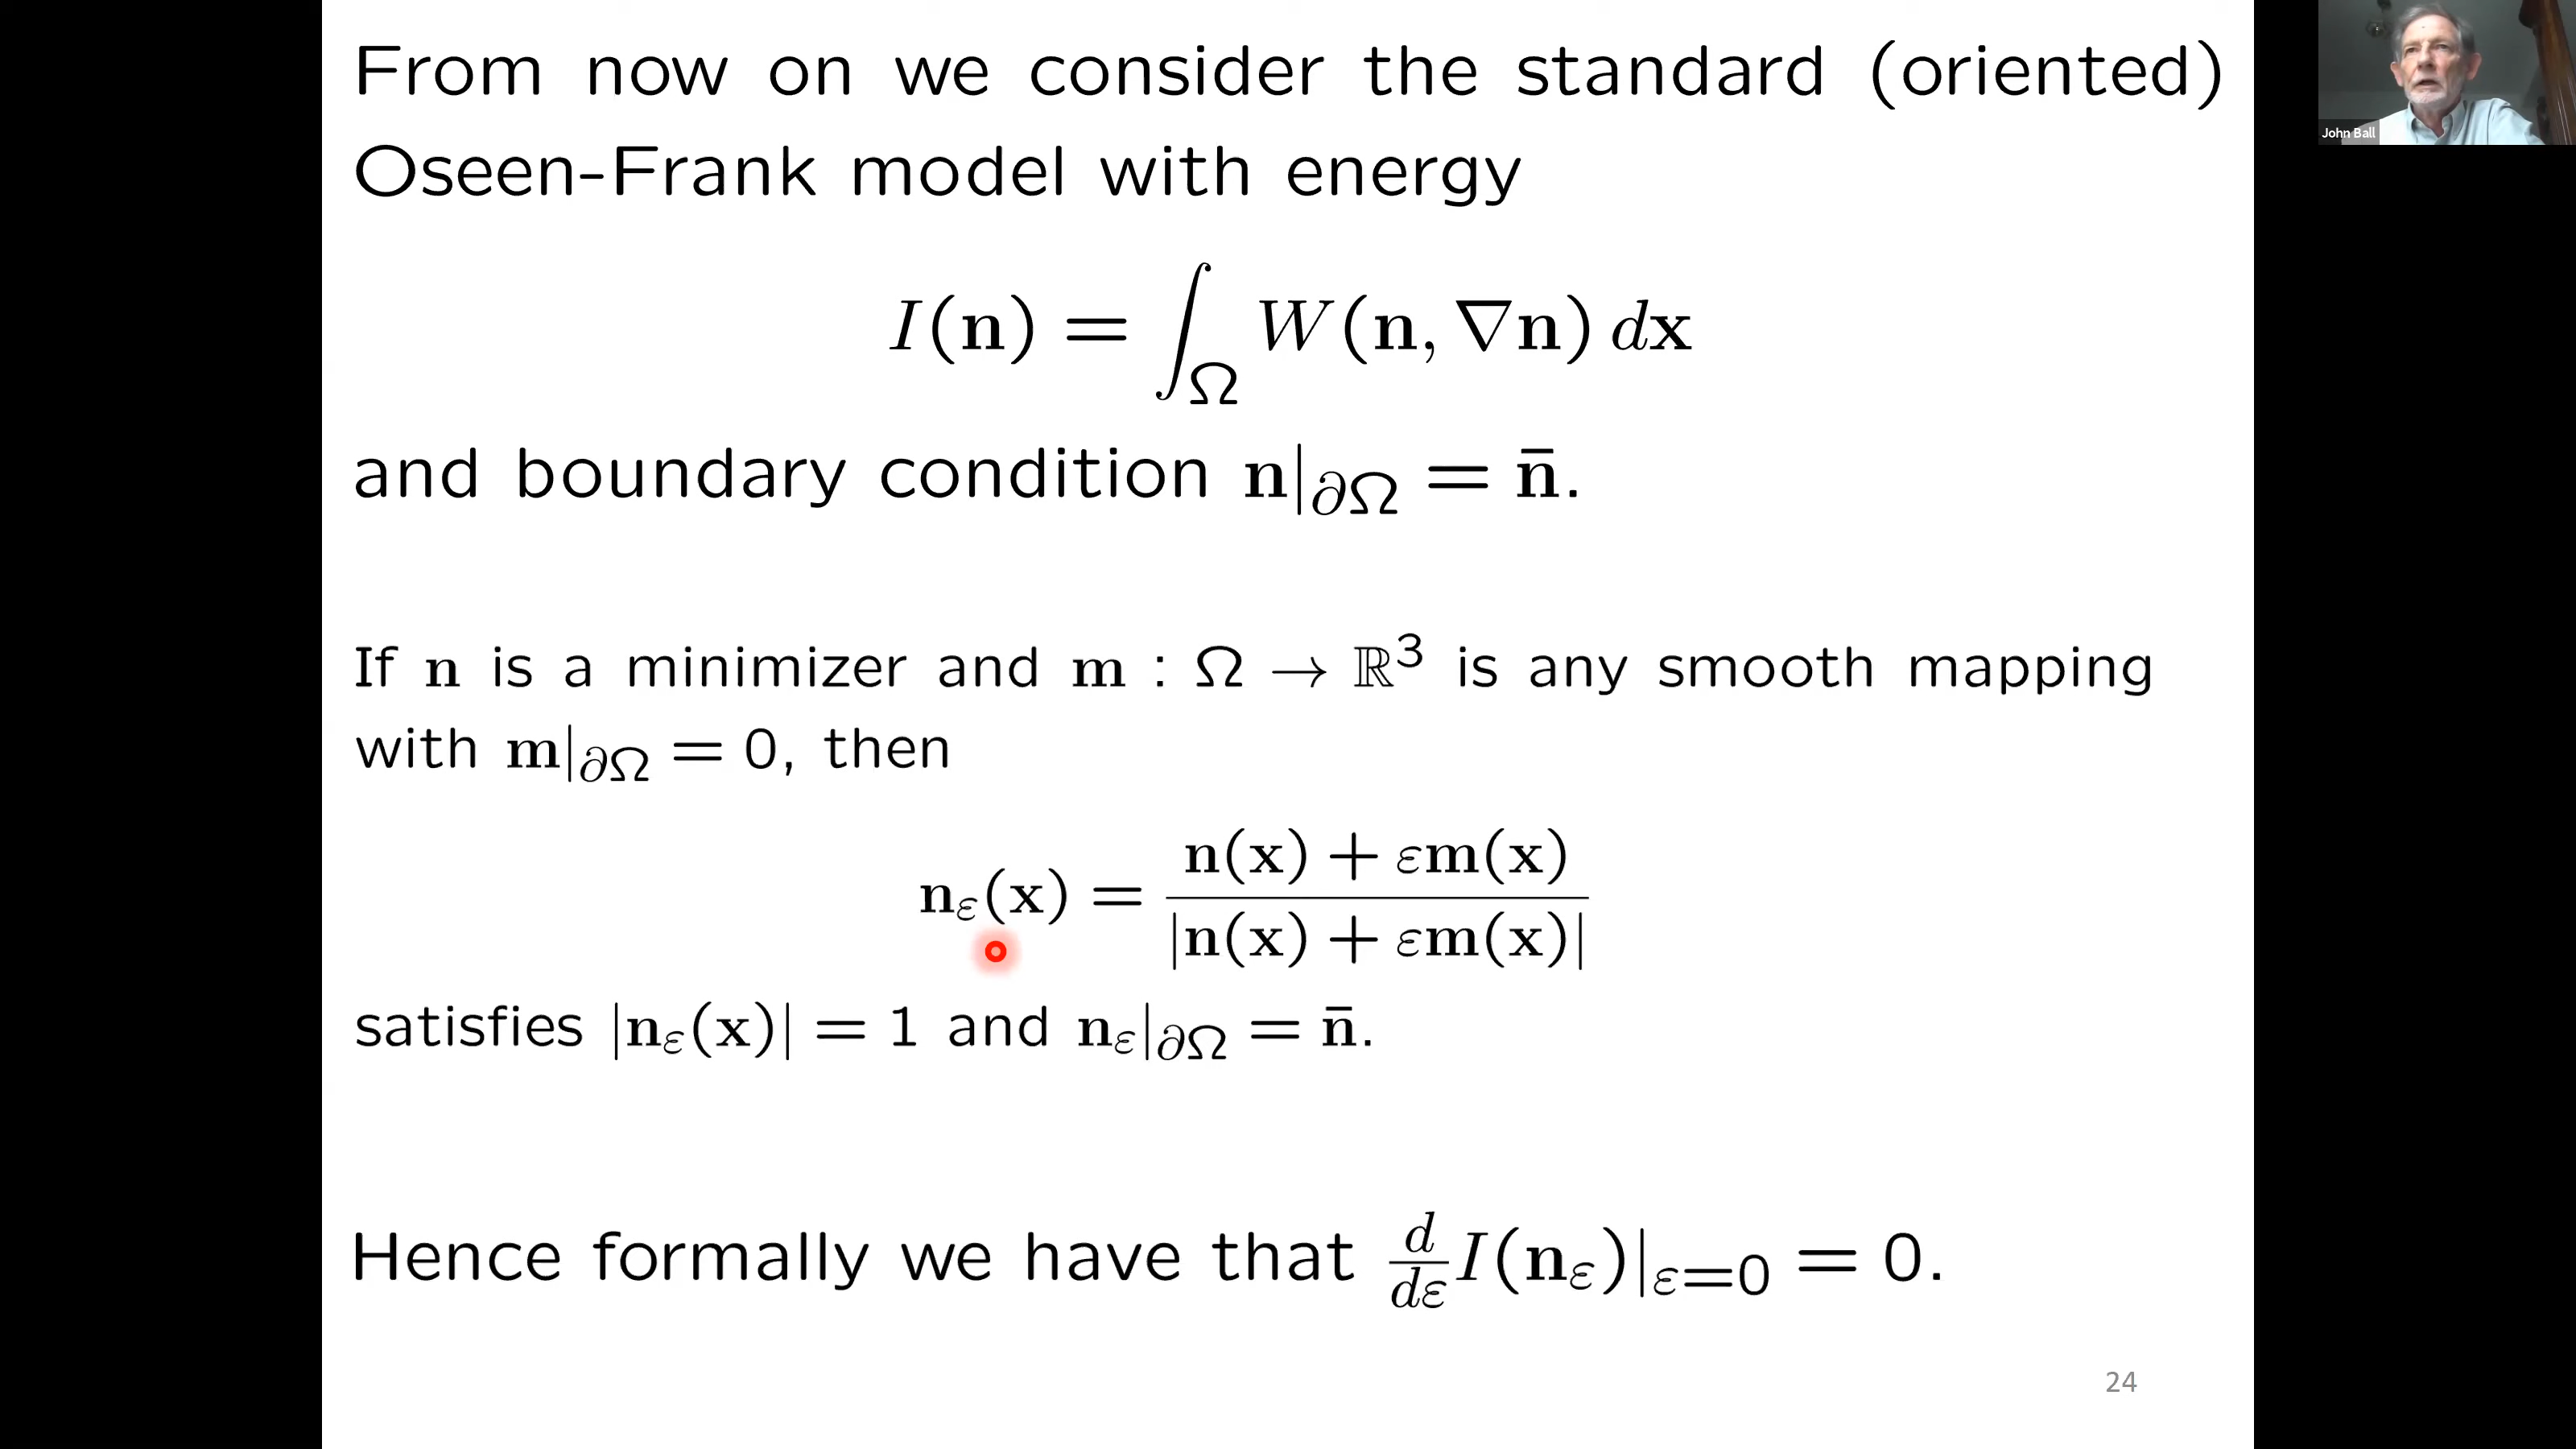 From now on we consider the standard (oriented)
Oseen-Frank model with energy
I(n) = ∫_Ω W(n, ∇n) dx
and boundary condition n|_∂Ω = n̄.
If n is a minimizer and m : Ω → ℝ³ is any smooth mapping
with m|_∂Ω = 0, then
n_ε(x) = (n(x) + εm(x)) / |n(x) + εm(x)|
satisfies |n_ε(x)| = 1 and n_ε|_∂Ω = n̄.
Hence formally we have that d/dε I(n_ε)|_ε=0 = 0.
24
John Ball